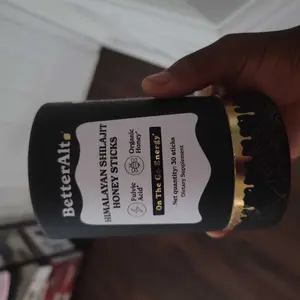 BetterAlt
HIMALAYAN SHILAJIT
HONEY STICKS
Fulvic
Acid*
Organic
Honey*
On The Go Energy*
Net quantity: 30 sticks
Dietary Supplement